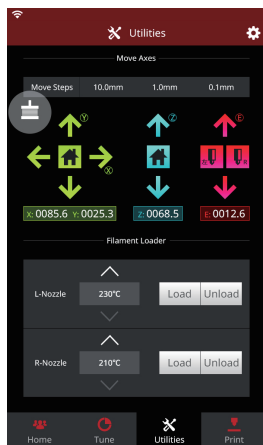 Utilities
Move Axes
Move Steps 10.0mm 1.0mm 0.1mm
Y Z E
X
R
X: 0085.6 Y: 0025.3 Z: 0068.5 E: 0012.6
Filament Loader
L-Nozzle 230℃ Load Unload
R-Nozzle 210℃ Load Unload
Home Tune Utilities Print